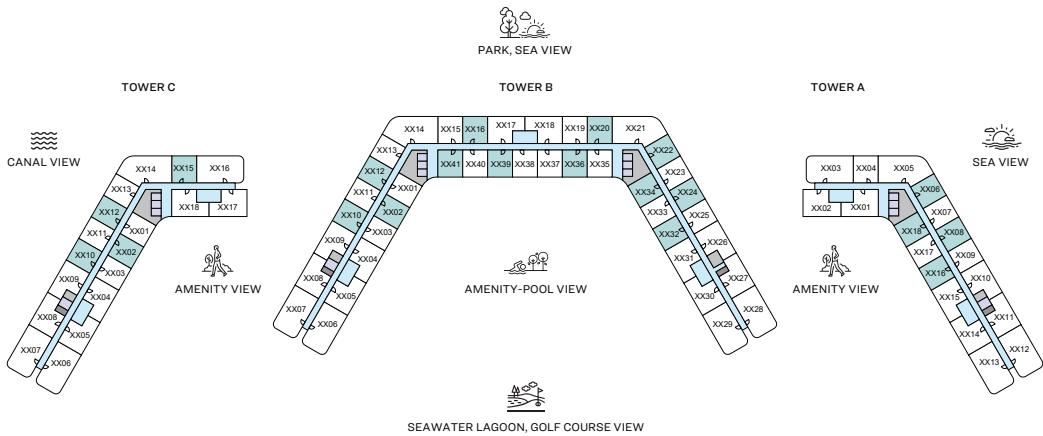 PARK, SEA VIEW
TOWER C
TOWER B
TOWER A
CANAL VIEW
SEA VIEW
XX14
XX15
XX16
XX13
XX12
XX11
XX10
XX09
XX08
XX07
XX18
XX17
XX01
XX02
XX03
XX04
XX05
XX06
AMENITY VIEW
XX14
XX15
XX16
XX17
XX18
XX19
XX20
XX21
XX13
XX12
XX11
XX10
XX09
XX08
XX07
XX41
XX40
XX39
XX38
XX37
XX36
XX35
XX01
XX02
XX03
XX04
XX05
XX06
XX22
XX23
XX24
XX25
XX26
XX27
XX28
XX34
XX33
XX32
XX31
XX30
XX29
AMENITY-POOL VIEW
XX03
XX04
XX05
XX02
XX01
XX06
XX07
XX08
XX09
XX10
XX11
XX12
XX18
XX17
XX16
XX15
XX14
XX13
AMENITY VIEW
SEAWATER LAGOON, GOLF COURSE VIEW